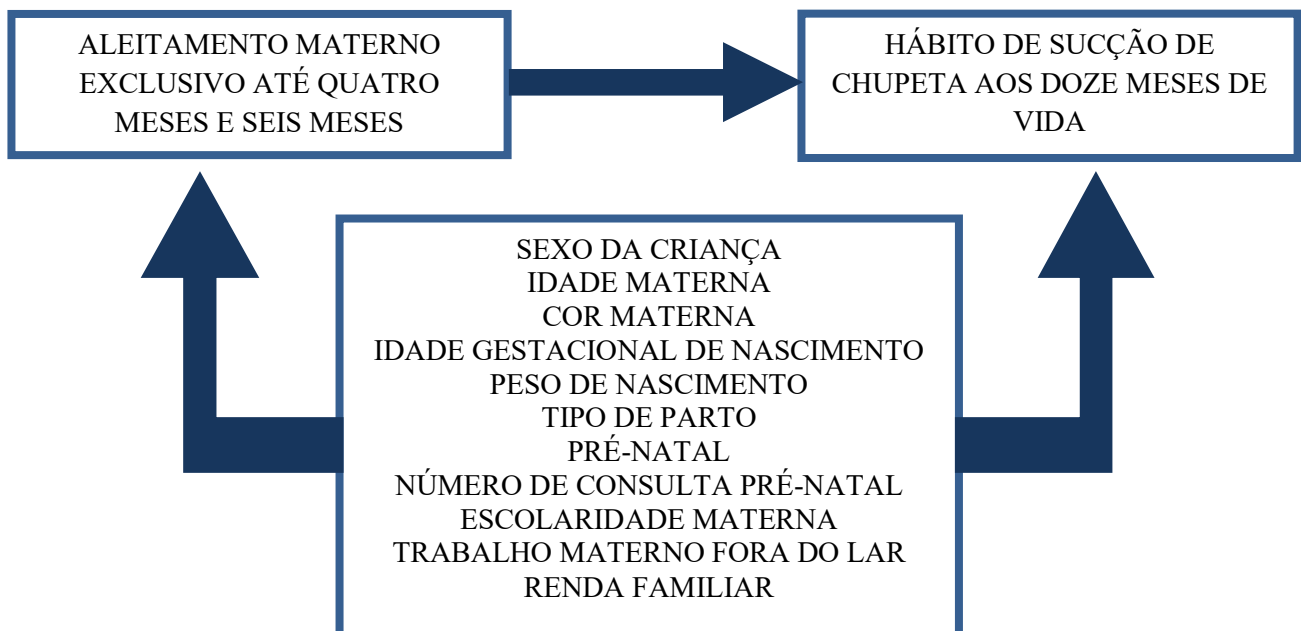 ALEITAMENTO MATERNO
EXCLUSIVO ATÉ QUATRO
MESES E SEIS MESES
HÁBITO DE SUCÇÃO DE
CHUPETA AOS DOZE MESES DE
VIDA
SEXO DA CRIANÇA
IDADE MATERNA
COR MATERNA
IDADE GESTACIONAL DE NASCIMENTO
PESO DE NASCIMENTO
TIPO DE PARTO
PRÉ-NATAL
NÚMERO DE CONSULTA PRÉ-NATAL
ESCOLARIDADE MATERNA
TRABALHO MATERNO FORA DO LAR
RENDA FAMILIAR